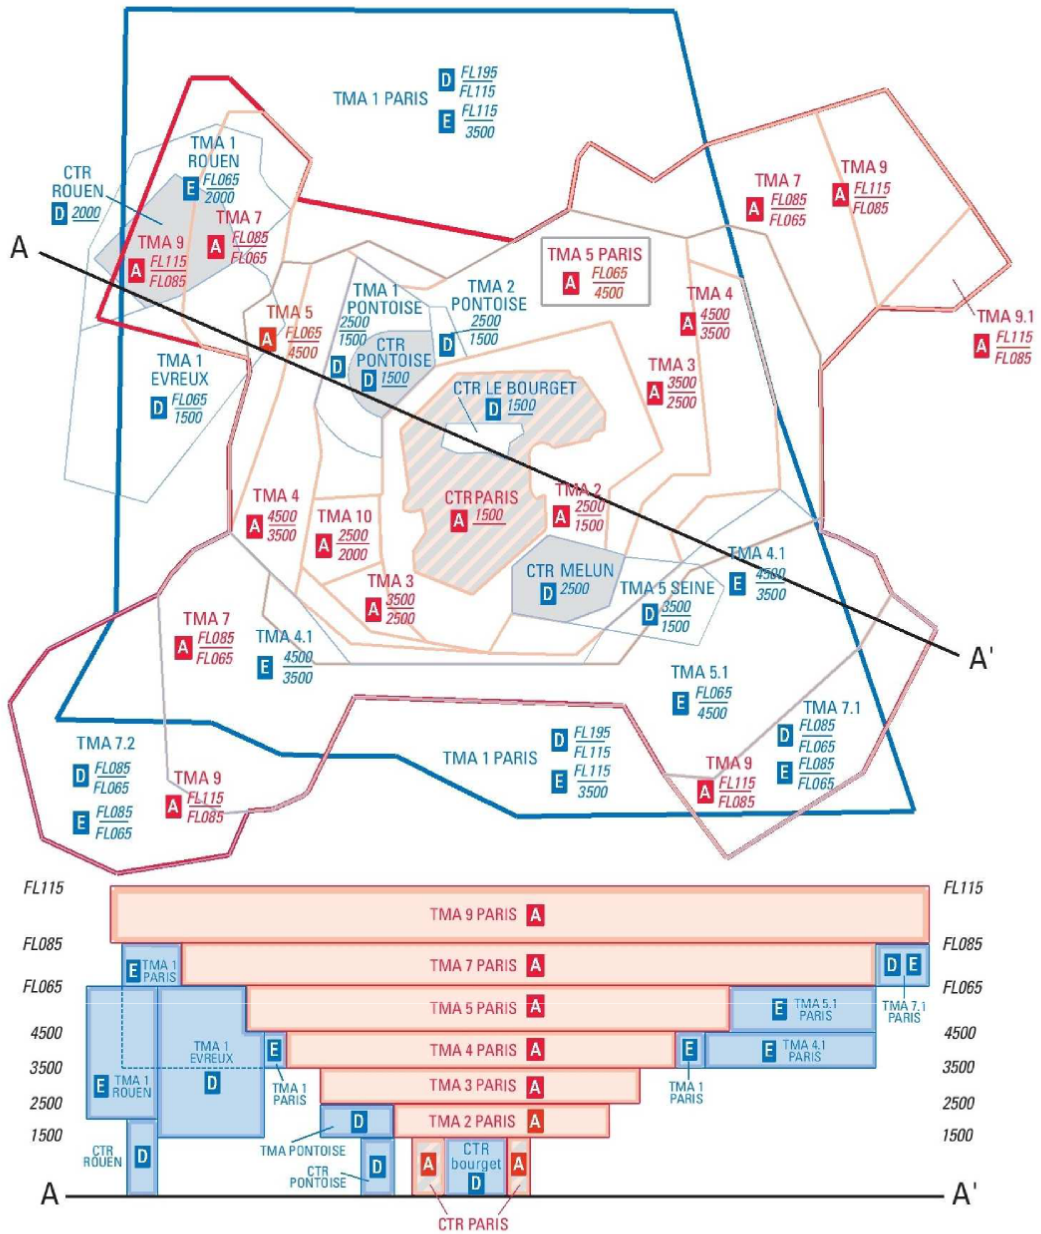 TMA 1 PARIS
D FL195
FL115
E FL115
3500
TMA 1
ROUEN
E FL065
2000
CTR
ROUEN
D 2000
TMA 7
A FL085
FL065
TMA 9
A FL115
FL085
A
TMA 7
A FL085
FL065
TMA 9
A FL115
FL085
TMA 9.1
A FL115
FL085
TMA 5 PARIS
A FL065
4500
TMA 4
A 4500
3500
TMA 3
A 3500
2500
TMA 1
PONTOISE
2500
1500
D
TMA 2
PONTOISE
D 2500
1500
CTR
PONTOISE
D 1500
TMA 5
A FL065
4500
TMA 1
EVREUX
D FL065
1500
CTR LE BOURGET
D 1500
CTR PARIS
A 1500
TMA 2
A 2500
1500
TMA 4
A 4500
3500
TMA 10
A 2500
2000
TMA 3
A 3500
2500
CTR MELUN
D 2500
TMA 5 SEINE
D 3500
1500
TMA 4.1
E 4500
3500
A'
TMA 7
A FL085
FL065
TMA 4.1
E 4500
3500
TMA 5.1
E FL065
4500
TMA 7.1
D FL085
FL065
E FL085
FL065
TMA 1 PARIS
D FL195
FL115
E FL115
3500
TMA 9
A FL115
FL085
TMA 7.2
D FL085
FL065
E FL085
FL065
TMA 9
A FL115
FL085
FL115
TMA 9 PARIS A
FL115
FL085
E TMA 1
PARIS
TMA 7 PARIS A
D E
TMA 7.1
PARIS
FL085
FL065
TMA 5 PARIS A
E TMA 5.1
PARIS
FL065
4500
TMA 1
EVREUX
D
E
TMA 1
PARIS
TMA 4 PARIS A
E
TMA 1
PARIS
E TMA 4.1
PARIS
4500
3500
E TMA 1
ROUEN
TMA 3 PARIS A
3500
2500
D
TMA PONTOISE
TMA 2 PARIS A
2500
1500
CTR
ROUEN
D
CTR
PONTOISE
D
A
CTR
bourget
D
A
CTR PARIS
1500
A
A'